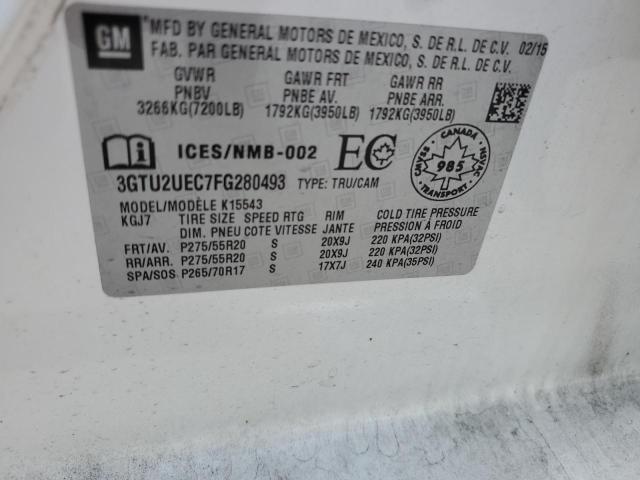 GM
MFD BY GENERAL MOTORS DE MEXICO, S. DE R.L. DE C.V. 02/15
FAB. PAR GENERAL MOTORS DE MEXICO, S. DE R.L. DE C.V.
GVWR GAWR FRT GAWR RR
PNBV PNBE AV. PNBE ARR.
3266KG(7200LB) 1792KG(3950LB) 1792KG(3950LB)
ICES/NMB-002 EC
CANADA CMVSS 985 NSVAC TRANSPORT
3GTU2UEC7FG280493 TYPE: TRU/CAM
MODEL/MODÈLE K15543
KGJ7 TIRE SIZE SPEED RTG RIM COLD TIRE PRESSURE
DIM. PNEU COTE VITESSE JANTE PRESSION À FROID
FRT/AV. P275/55R20 S 20X9J 220 KPA(32PSI)
RR/ARR. P275/55R20 S 20X9J 220 KPA(32PSI)
SPA/SOS P265/70R17 S 17X7J 240 KPA(35PSI)